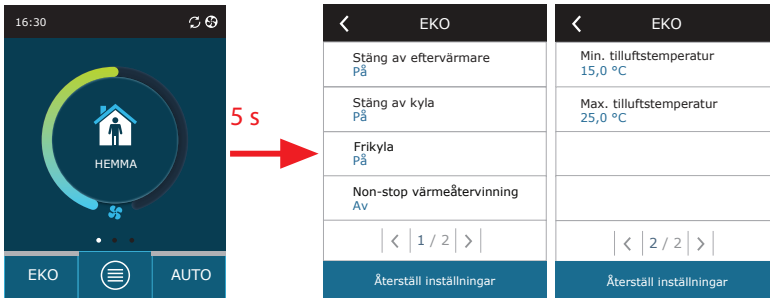 16:30
HEMMA
EKO
AUTO
5 s
EKO
Stäng av eftervärmare
På
Stäng av kyla
På
Frikyla
På
Non-stop värmeåtervinning
Av
1 / 2
Återställ inställningar
EKO
Min. tilluftstemperatur
15,0 °C
Max. tilluftstemperatur
25,0 °C
2 / 2
Återställ inställningar